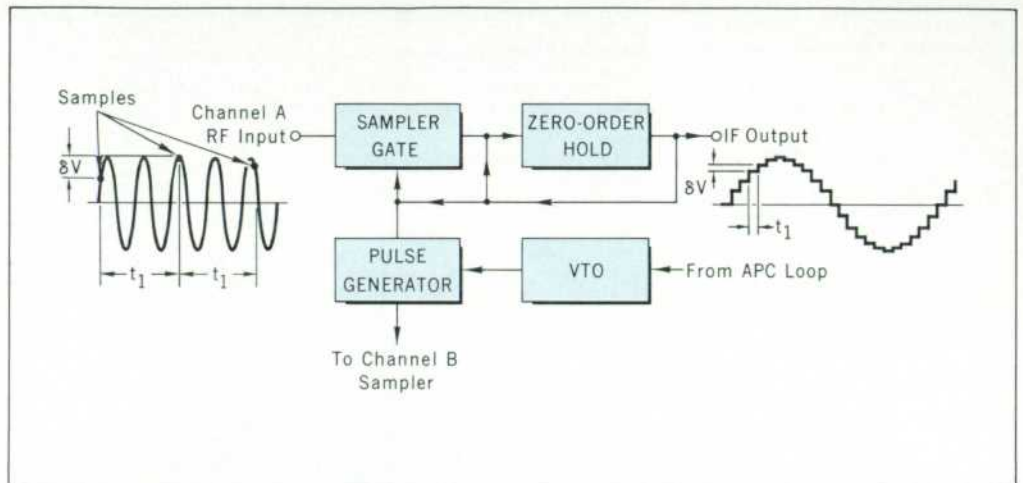 Samples
Channel A
RF Input
SAMPLER
GATE
ZERO-ORDER
HOLD
IF Output
δV
δV
t₁
t₁
t₁
PULSE
GENERATOR
VTO
From APC Loop
To Channel B
Sampler